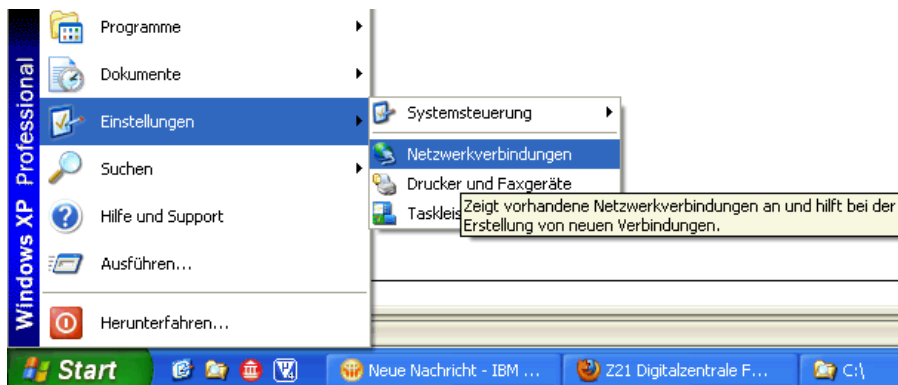 Windows XP Professional
Programme
Dokumente
Einstellungen
Suchen
Hilfe und Support
Ausführen...
Herunterfahren...
Systemsteuerung
Netzwerkverbindungen
Drucker und Faxgeräte
Zeigt vorhandene Netzwerkverbindungen an und hilft bei der
Erstellung von neuen Verbindungen.
Start
Neue Nachricht - IBM ...
Z21 Digitalzentrale F...
C:\